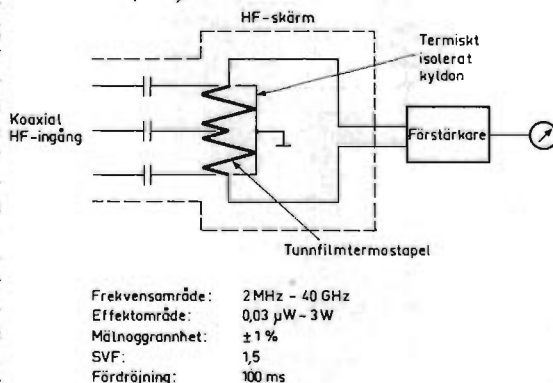 HF-skärm
Termiskt
isolerat
kyldon
Koaxial
HF-ingång
Förstärkare
Tunnfilmtermostapel
Frekvensområde: 2 MHz – 40 GHz
Effektområde: 0,03 µW – 3 W
Mätnoggrannhet: ± 1 %
SVF: 1,5
Fördröjning: 100 ms